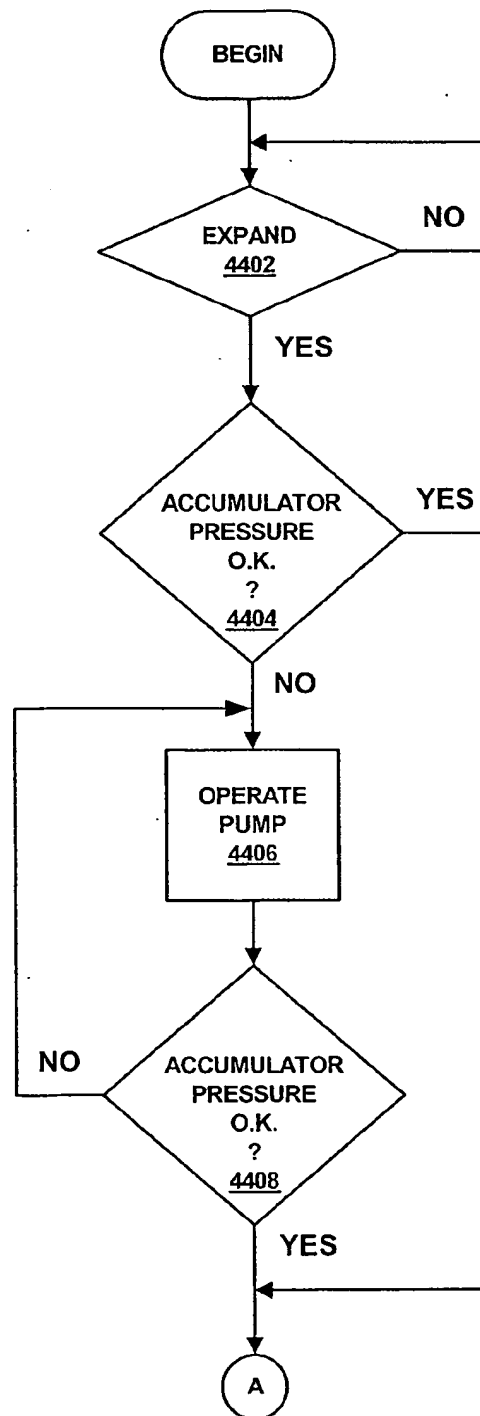 BEGIN
EXPAND
4402
NO
YES
ACCUMULATOR
PRESSURE
O.K.
?
4404
YES
NO
OPERATE
PUMP
4406
ACCUMULATOR
PRESSURE
O.K.
?
4408
NO
YES
A